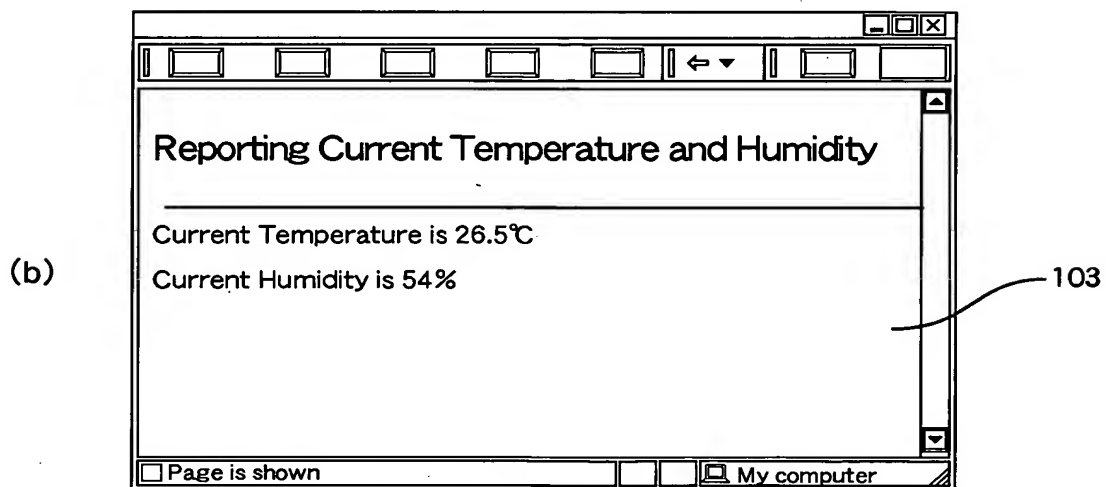 Reporting Current Temperature and Humidity
Current Temperature is 26.5℃
(b)
Current Humidity is 54%
103
Page is shown
My computer